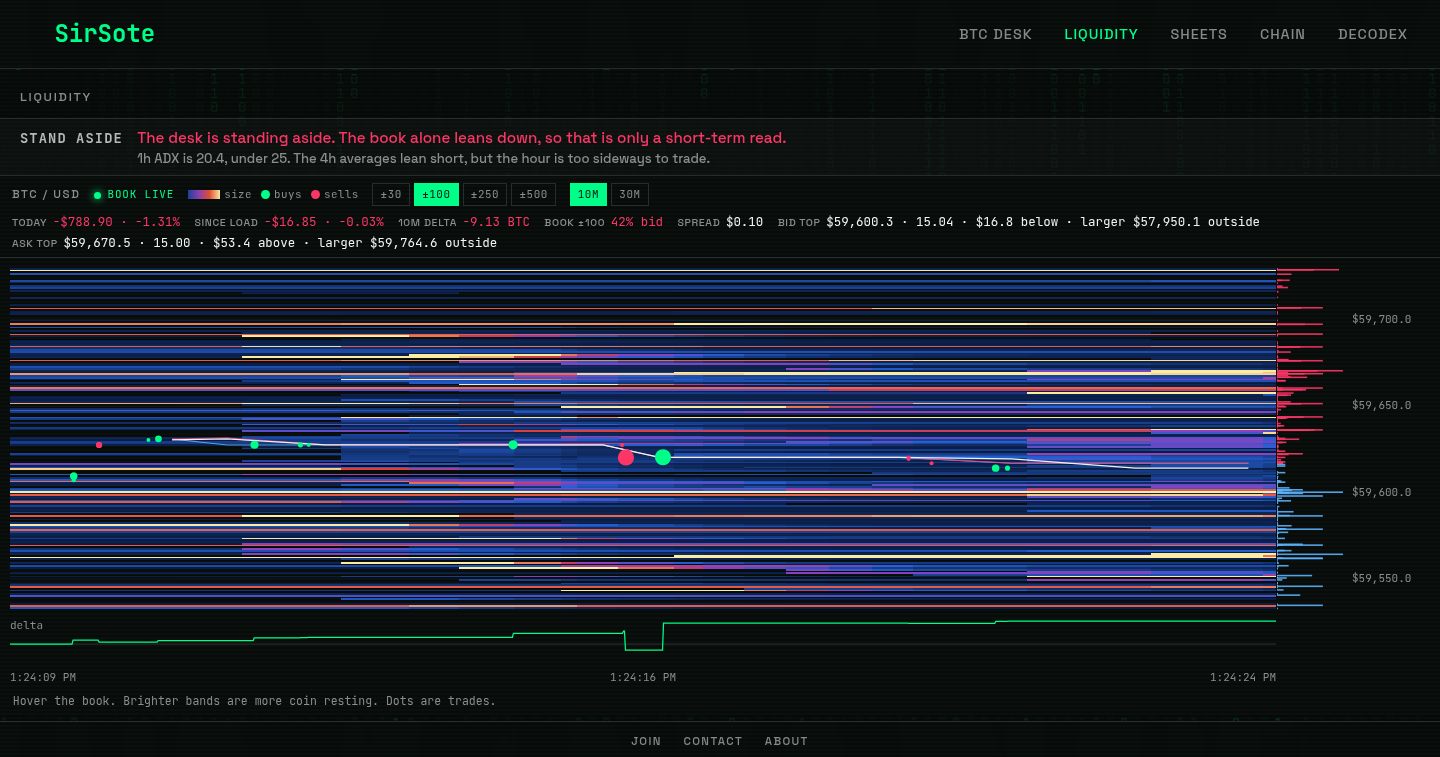 SirSote
BTC DESK LIQUIDITY SHEETS CHAIN DECODEX
LIQUIDITY
STAND ASIDE The desk is standing aside. The book alone leans down, so that is only a short-term read.
1h ADX is 20.4, under 25. The 4h averages lean short, but the hour is too sideways to trade.
BTC / USD BOOK LIVE size buys sells ±30 ±100 ±250 ±500 10M 30M
TODAY -$788.90 · -1.31% SINCE LOAD -$16.85 · -0.03% 10M DELTA -9.13 BTC BOOK ±100 42% bid SPREAD $0.10 BID TOP $59,600.3 · 15.04 · $16.8 below · larger $57,950.1 outside
ASK TOP $59,670.5 · 15.00 · $53.4 above · larger $59,764.6 outside
$59,700.0
$59,650.0
$59,600.0
$59,550.0
delta
1:24:09 PM 1:24:16 PM 1:24:24 PM
Hover the book. Brighter bands are more coin resting. Dots are trades.
JOIN CONTACT ABOUT